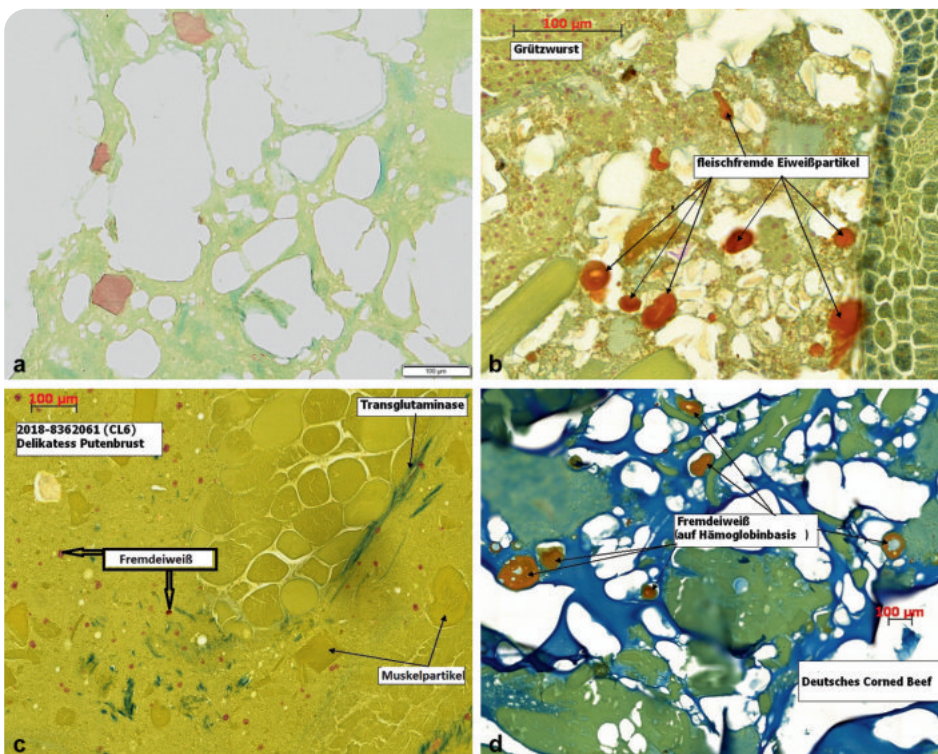 a
100 µm
100 µm
Grützwurst
fleischfremde Eiweißpartikel
b
100 µm
2018-8362061 (CL6)
Delikatess Putenbrust
Transglutaminase
Fremdeiweiß
Muskelpartikel
c
Fremdeiweiß
(auf Hämoglobinbasis )
100 µm
Deutsches Corned Beef
d